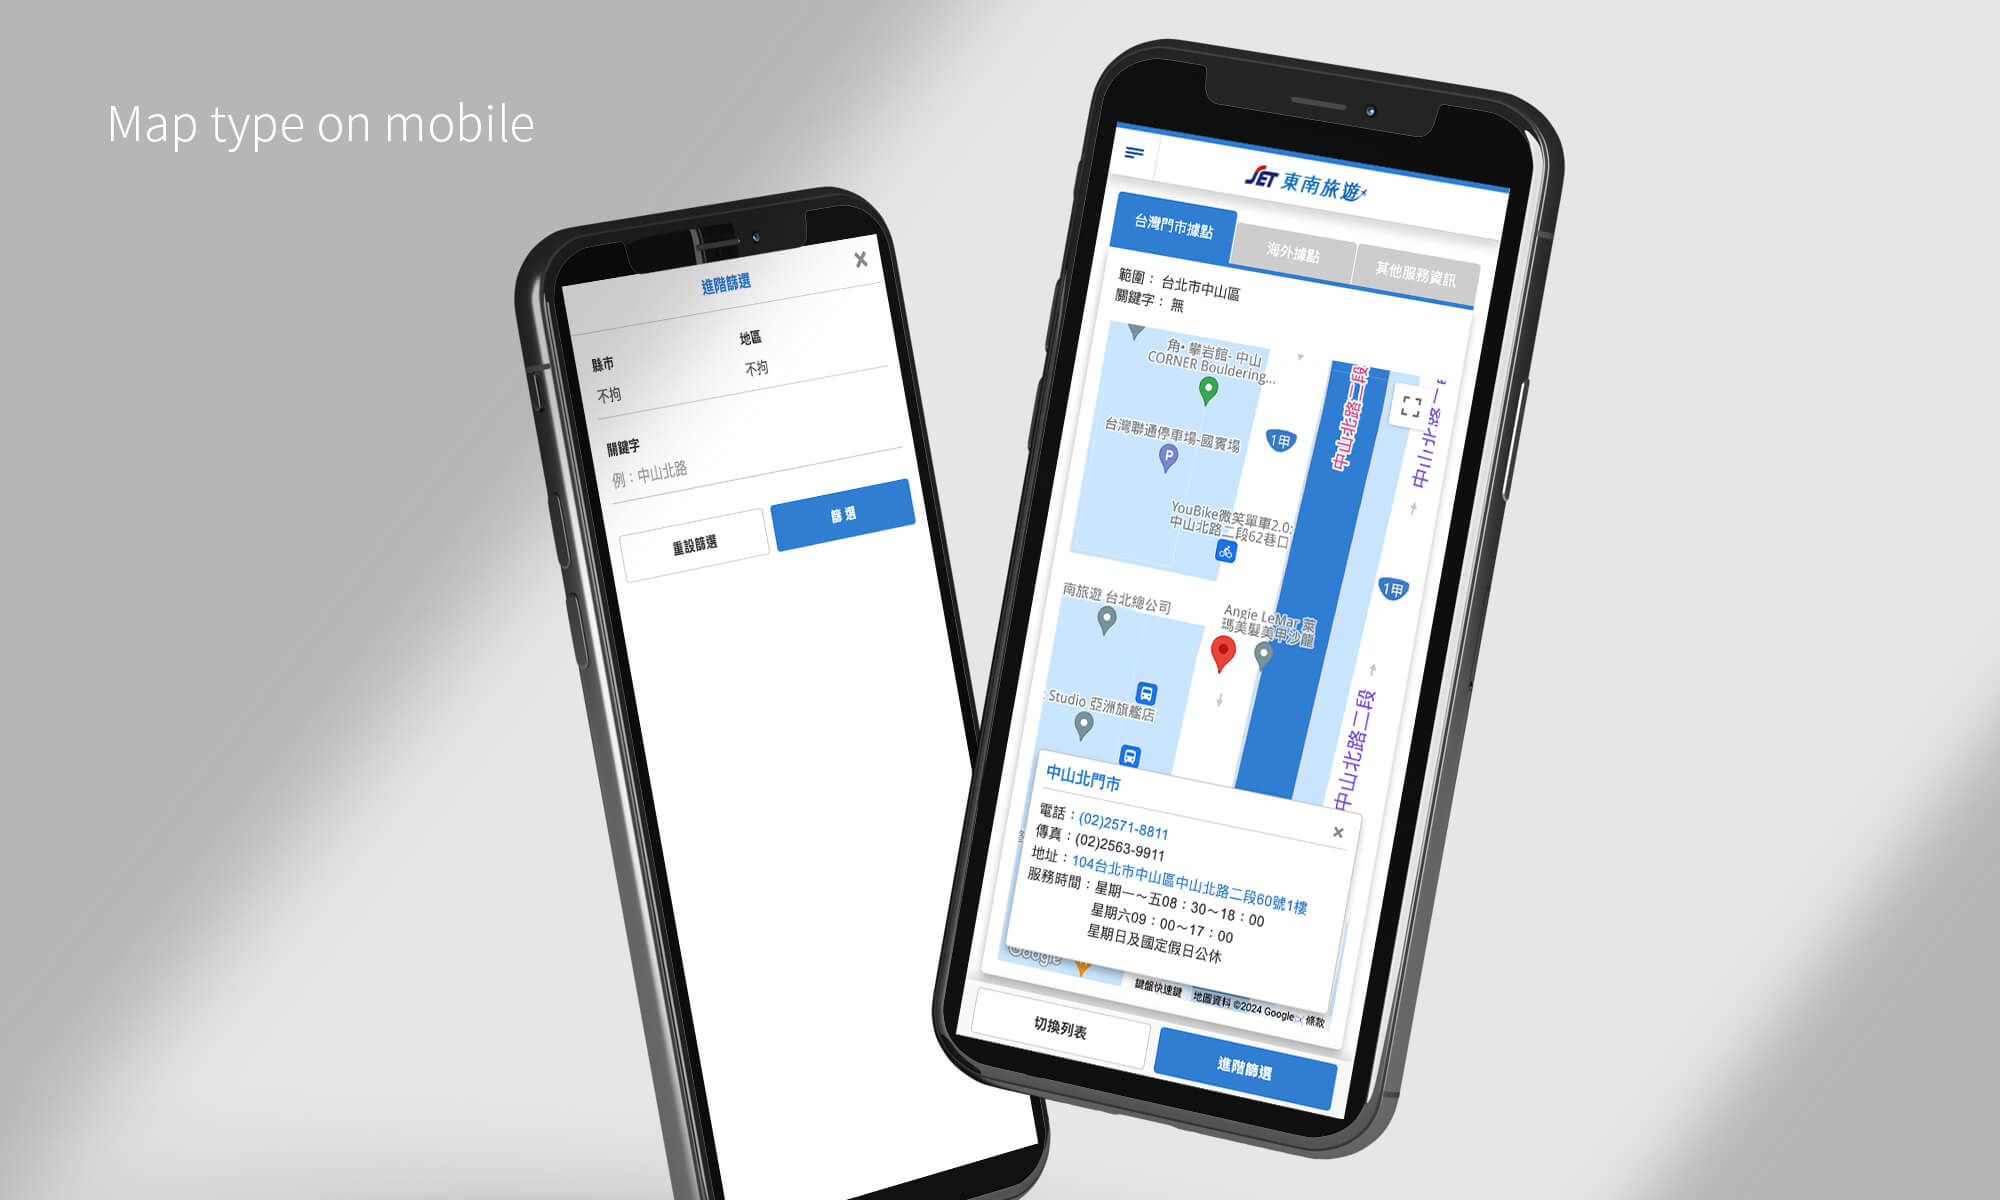 Map type on mobile
進階篩選
縣市
地區
不拘
不拘
關鍵字
例：中山北路
重設篩選
篩 選
SET 東南旅遊
台灣門市據點
海外據點
其他服務資訊
範圍： 台北市中山區
關鍵字： 無
角• 攀岩館- 中山
CORNER Bouldering...
台灣聯通停車場-國賓場
1甲
中山北路二段
YouBike微笑單車2.0:
中山北路二段62巷口
1甲
南旅遊 台北總公司
Angie LeMar 萊
瑪美髮美甲沙龍
Studio 亞洲旗艦店
中山北路二段
中山北門市
電話：(02)2571-8811
傳真：(02)2563-9911
地址：104台北市中山區中山北路二段60號1樓
服務時間：星期一～五08：30～18：00
星期六09：00～17：00
星期日及國定假日公休
Google
鍵盤快速鍵
地圖資料 ©2024 Google
條款
切換列表
進階篩選